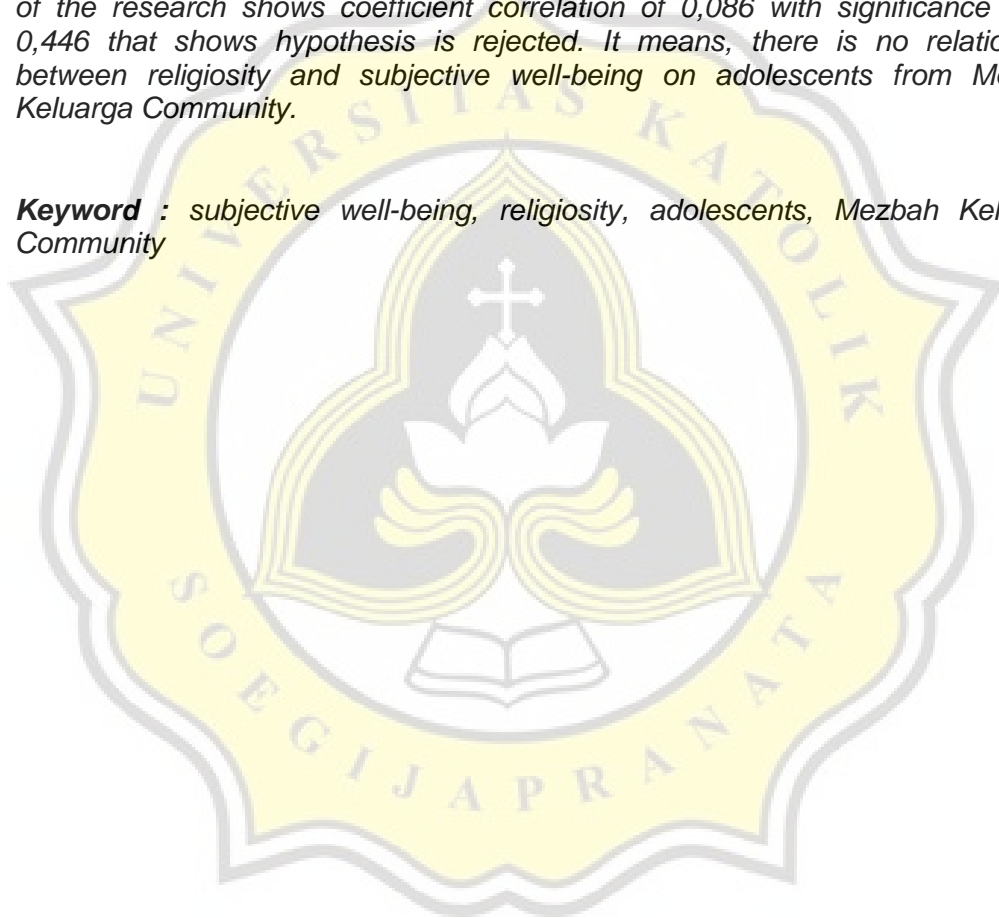 of the research shows coefficient correlation of 0,086 with significance
0,446 that shows hypothesis is rejected. It means, there is no
between religiosity and subjective well-being on adolescents from
Keluarga Community.
Keyword : subjective well-being, religiosity, adolescents, Mezbah
Community
UNIVERSITAS KATOLIK
SOEGIJAPRANATA